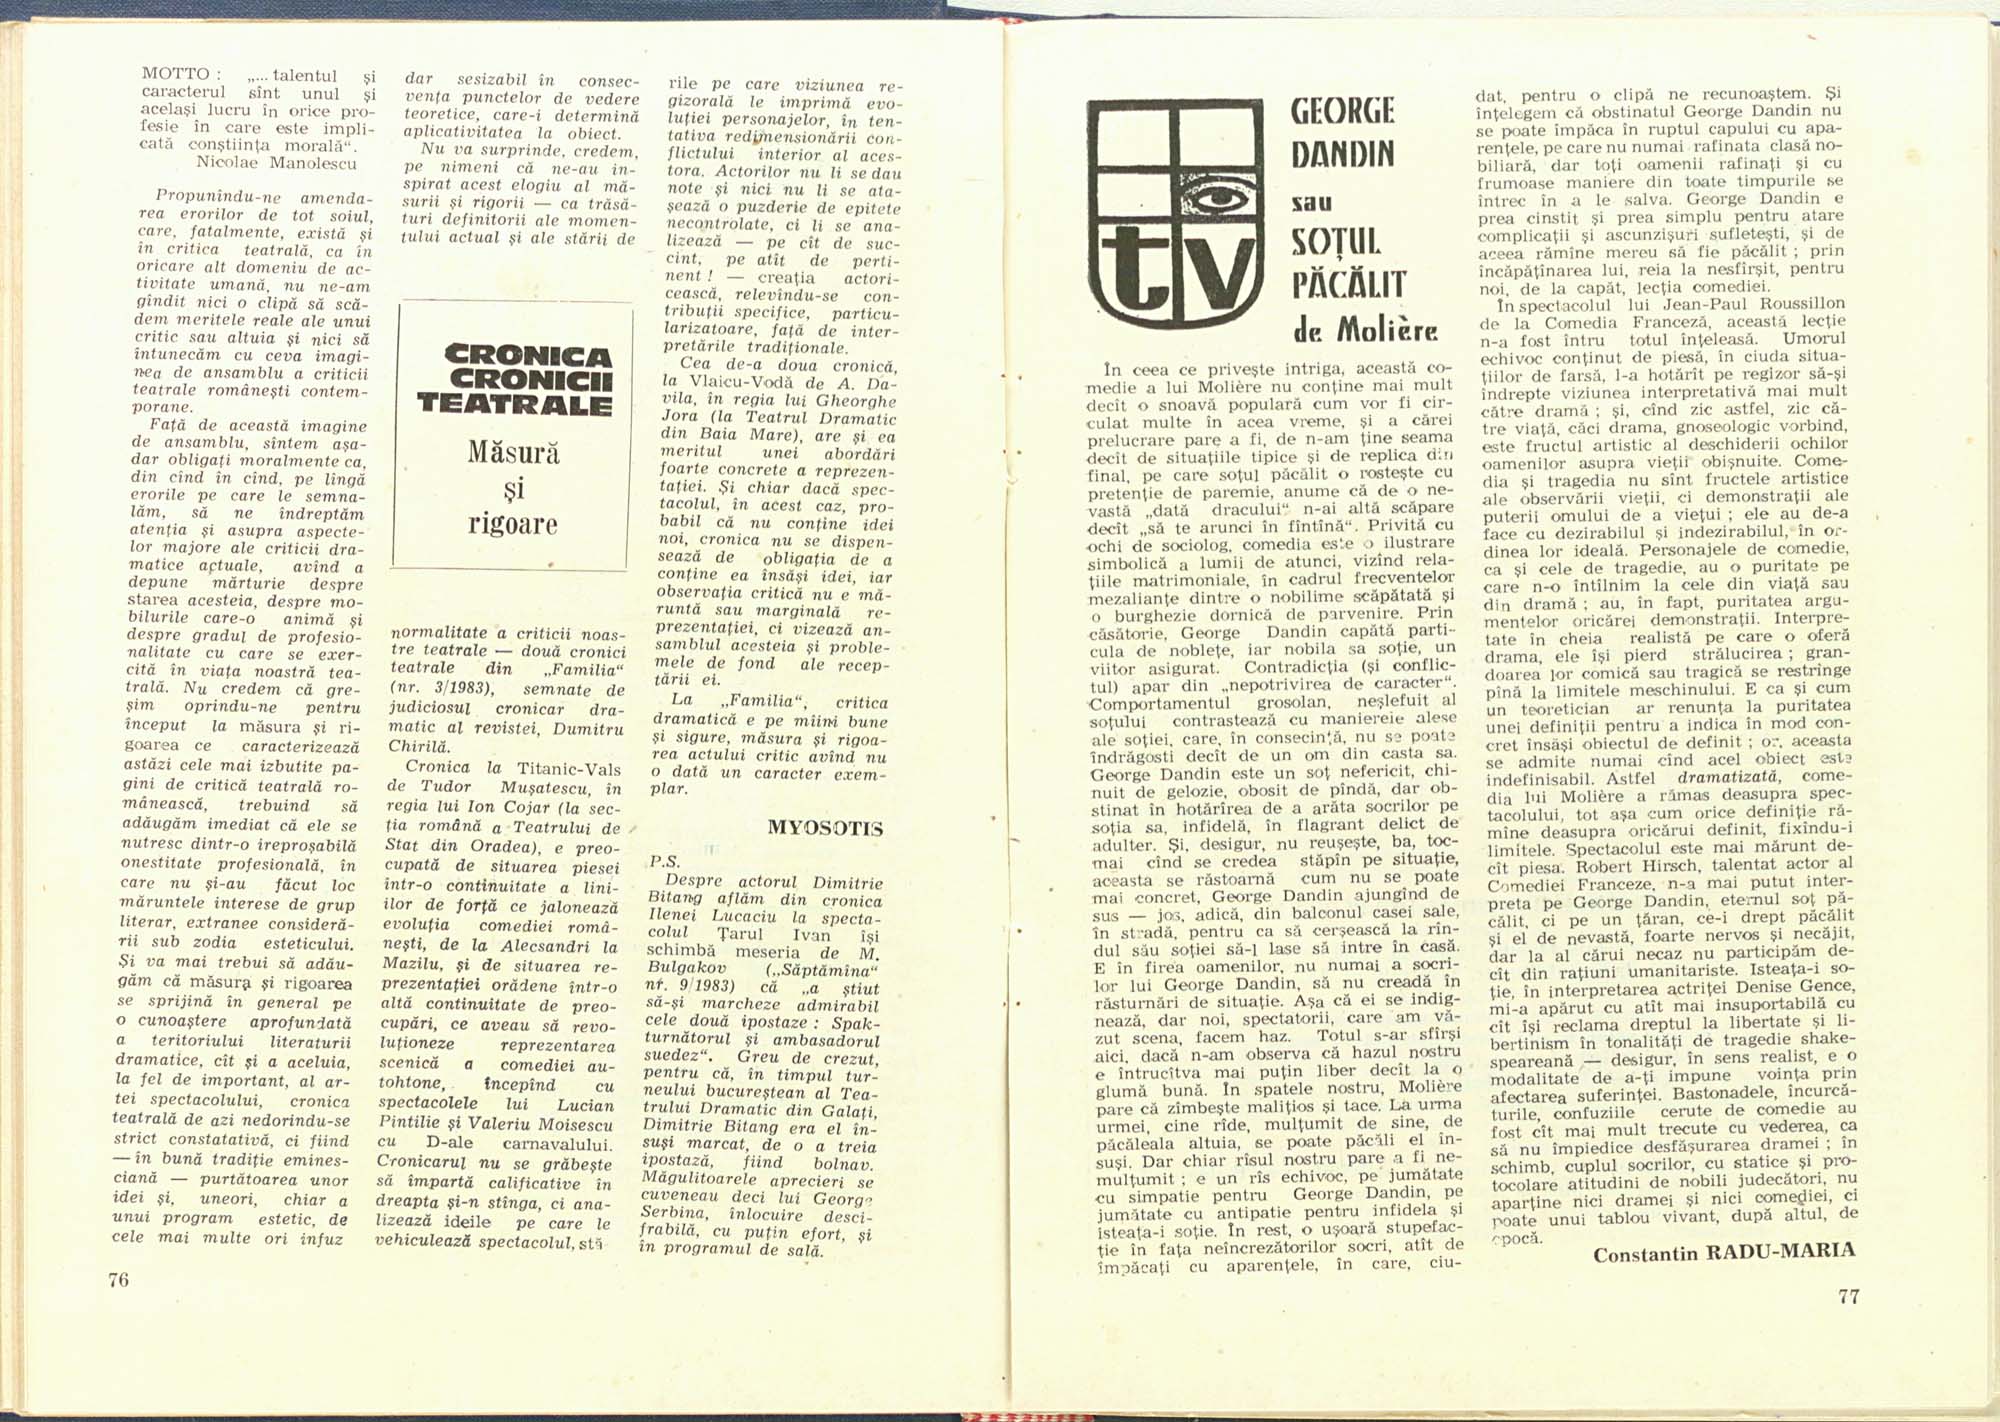 MOTTO : „... talentul și
caracterul sînt unul și
același lucru în orice pro-
fesie în care este impli-
cată conștiința morală“.
Nicolae Manolescu
Propunîndu-ne amenda-
rea erorilor de tot soiul,
care, fatalmente, există și
în critica teatrală, ca în
oricare alt domeniu de ac-
tivitate umană, nu ne-am
gîndit nici o clipă să scă-
dem meritele reale ale unui
critic sau altuia și nici să
întunecăm cu ceva imagi-
nea de ansamblu a criticii
teatrale românești contem-
porane.
Față de această imagine
de ansamblu, sîntem așa-
dar obligați moralmente ca,
din cînd în cînd, pe lîngă
erorile pe care le semna-
lăm, să ne îndreptăm
atenția și asupra aspecte-
lor majore ale criticii dra-
matice actuale, avînd a
depune mărturie despre
starea acesteia, despre mo-
bilurile care-o animă și
despre gradul de profesio-
nalitate cu care se exer-
cită în viața noastră tea-
trală. Nu credem că gre-
șim oprindu-ne pentru
început la măsura și ri-
goarea ce caracterizează
astăzi cele mai izbutite pa-
gini de critică teatrală ro-
mânească, trebuind să
adăugăm imediat că ele se
nutresc dintr-o ireproșabilă
onestitate profesională, în
care nu și-au făcut loc
măruntele interese de grup
literar, extranee consideră-
rii sub zodia esteticului.
Și va mai trebui să adău-
găm că măsura și rigoarea
se sprijină în general pe
o cunoaștere aprofundată
a teritoriului literaturii
dramatice, cît și a aceluia,
la fel de important, al ar-
tei spectacolului, cronica
teatrală de azi nedorindu-se
strict constatativă, ci fiind
— în bună tradiție emines-
ciană — purtătoarea unor
idei și, uneori, chiar a
unui program estetic, de
cele mai multe ori infuz
76
dar sesizabil în consec-
vența punctelor de vedere
teoretice, care-i determină
aplicativitatea la obiect.
Nu va surprinde, credem,
pe nimeni că ne-au in-
spirat acest elogiu al mă-
surii și rigorii — ca trăsă-
turi definitorii ale momen-
tului actual și ale stării de
CRONICA
CRONICII
TEATRALE
Măsură
și
rigoare
normalitate a criticii noas-
tre teatrale — două cronici
teatrale din „Familia“
(nr. 3/1983), semnate de
judiciosul cronicar dra-
matic al revistei, Dumitru
Chirilă.
Cronica la Titanic-Vals
de Tudor Mușatescu, în
regia lui Ion Cojar (la sec-
ția română a Teatrului de
Stat din Oradea), e preo-
cupată de situarea piesei
într-o continuitate a lini-
ilor de forță ce jalonează
evoluția comediei româ-
nești, de la Alecsandri la
Mazilu, și de situarea re-
prezentației orădene într-o
altă continuitate de preo-
cupări, ce aveau să revo-
luționeze reprezentarea
scenică a comediei au-
tohtone, începînd cu
spectacolele lui Lucian
Pintilie și Valeriu Moisescu
cu D-ale carnavalului.
Cronicarul nu se grăbește
să împartă calificative în
dreapta și-n stînga, ci ana-
lizează ideile pe care le
vehiculează spectacolul, stă-
rile pe care viziunea re-
gizorală le imprimă evo-
luției personajelor, în ten-
tativa redimensionării con-
flictului interior al aces-
tora. Actorilor nu li se dau
note și nici nu li se ata-
șează o puzderie de epitete
necontrolate, ci li se ana-
lizează — pe cît de suc-
cint, pe atît de perti-
nent ! — creația actori-
cească, relevîndu-se con-
tribuții specifice, particu-
larizatoare, față de inter-
pretările tradiționale.
Cea de-a doua cronică,
la Vlaicu-Vodă de A. Da-
vila, în regia lui Gheorghe
Jora (la Teatrul Dramatic
din Baia Mare), are și ea
meritul unei abordări
foarte concrete a reprezen-
tației. Și chiar dacă spec-
tacolul, în acest caz, pro-
babil că nu conține idei
noi, cronica nu se dispen-
sează de obligația de a
conține ea însăși idei, iar
observația critică nu e mă-
runtă sau marginală re-
prezentației, ci vizează an-
samblul acesteia și proble-
mele de fond ale recep-
tării ei.
La „Familia“, critica
dramatică e pe mîini bune
și sigure, măsura și rigoa-
rea actului critic avînd nu
o dată un caracter exem-
plar.
MYOSOTIS
P.S.
Despre actorul Dimitrie
Bitang aflăm din cronica
Ilenei Lucaciu la specta-
colul Țarul Ivan își
schimbă meseria de M.
Bulgakov („Săptămîna“
nr. 9/1983) că „a știut
să-și marcheze admirabil
cele două ipostaze : Spak-
turnătorul și ambasadorul
suedez“. Greu de crezut,
pentru că, în timpul tur-
neului bucureștean al Tea-
trului Dramatic din Galați,
Dimitrie Bitang era el în-
suși marcat, de o a treia
ipostază, fiind bolnav.
Măgulitoarele aprecieri se
cuveneau deci lui George
Serbina, înlocuire desci-
frabilă, cu puțin efort, și
în programul de sală.
tv
GEORGE
DANDIN
sau
SOȚUL
PĂCĂLIT
de Molière
În ceea ce privește intriga, această co-
medie a lui Molière nu conține mai mult
decît o snoavă populară cum vor fi cir-
culat multe în acea vreme, și a cărei
prelucrare pare a fi, de n-am ține seama
decît de situațiile tipice și de replica din
final, pe care soțul păcălit o rostește cu
pretenție de paremie, anume că de o ne-
vastă „dată dracului“ n-ai altă scăpare
decît „să te arunci în fîntînă“. Privită cu
ochi de sociolog, comedia este o ilustrare
simbolică a lumii de atunci, vizînd rela-
țiile matrimoniale, în cadrul frecventelor
mezalianțe dintre o nobilime scăpătată și
o burghezie dornică de parvenire. Prin
căsătorie, George Dandin capătă parti-
cula de noblețe, iar nobila sa soție, un
viitor asigurat. Contradicția (și conflic-
tul) apar din „nepotrivirea de caracter“.
Comportamentul grosolan, neșlefuit al
soțului contrastează cu manierele alese
ale soției, care, în consecință, nu se poate
îndrăgosti decît de un om din casta sa.
George Dandin este un soț nefericit, chi-
nuit de gelozie, obosit de pîndă, dar ob-
stinat în hotărîrea de a arăta socrilor pe
soția sa, infidelă, în flagrant delict de
adulter. Și, desigur, nu reușește, ba, toc-
mai cînd se credea stăpîn pe situație,
aceasta se răstoarnă cum nu se poate
mai concret, George Dandin ajungînd de
sus — jos, adică, din balconul casei sale,
în stradă, pentru ca să cerșească la rîn-
dul său soției să-l lase să intre în casă.
E în firea oamenilor, nu numai a socri-
lor lui George Dandin, să nu creadă în
răsturnări de situație. Așa că ei se indig-
nează, dar noi, spectatorii, care am vă-
zut scena, facem haz. Totul s-ar sfîrși
aici, dacă n-am observa că hazul nostru
e întrucîtva mai puțin liber decît la o
glumă bună. În spatele nostru, Molière
pare că zîmbește malițios și tace. La urma
urmei, cine rîde, mulțumit de sine, de
păcăleala altuia, se poate păcăli el în-
suși. Dar chiar rîsul nostru pare a fi ne-
mulțumit ; e un rîs echivoc, pe jumătate
cu simpatie pentru George Dandin, pe
jumătate cu antipatie pentru infidela și
isteața-i soție. În rest, o ușoară stupefac-
ție în fața neîncrezătorilor socri, atît de
împăcați cu aparențele, în care, ciu-
dat, pentru o clipă ne recunoaștem. Și
înțelegem că obstinatul George Dandin nu
se poate împăca în ruptul capului cu apa-
rențele, pe care nu numai rafinata clasă no-
biliară, dar toți oamenii rafinați și cu
frumoase maniere din toate timpurile se
întrec în a le salva. George Dandin e
prea cinstit și prea simplu pentru atare
complicații și ascunzișuri sufletești, și de
aceea rămîne mereu să fie păcălit ; prin
încăpățînarea lui, reia la nesfîrșit, pentru
noi, de la capăt, lecția comediei.
În spectacolul lui Jean-Paul Roussillon
de la Comedia Franceză, această lecție
n-a fost întru totul înțeleasă. Umorul
echivoc conținut de piesă, în ciuda situa-
țiilor de farsă, l-a hotărît pe regizor să-și
îndrepte viziunea interpretativă mai mult
către dramă ; și, cînd zic astfel, zic că-
tre viață, căci drama, gnoseologic vorbind,
este fructul artistic al deschiderii ochilor
oamenilor asupra vieții obișnuite. Come-
dia și tragedia nu sînt fructele artistice
ale observării vieții, ci demonstrații ale
puterii omului de a viețui ; ele au de-a
face cu dezirabilul și indezirabilul, în or-
dinea lor ideală. Personajele de comedie,
ca și cele de tragedie, au o puritate pe
care n-o întîlnim la cele din viață sau
din dramă ; au, în fapt, puritatea argu-
mentelor oricărei demonstrații. Interpre-
tate în cheia realistă pe care o oferă
drama, ele își pierd strălucirea ; gran-
doarea lor comică sau tragică se restrînge
pînă la limitele meschinului. E ca și cum
un teoretician ar renunța la puritatea
unei definiții pentru a indica în mod con-
cret însăși obiectul de definit ; or, aceasta
se admite numai cînd acel obiect este
indefinisabil. Astfel dramatizată, come-
dia lui Molière a rămas deasupra spec-
tacolului, tot așa cum orice definiție ră-
mîne deasupra oricărui definit, fixîndu-i
limitele. Spectacolul este mai mărunt de-
cît piesa. Robert Hirsch, talentat actor al
Comediei Franceze, n-a mai putut inter-
preta pe George Dandin, eternul soț pă-
călit, ci pe un țăran, ce-i drept păcălit
și el de nevastă, foarte nervos și necăjit,
dar la al cărui necaz nu participăm de-
cît din rațiuni umanitariste. Isteața-i so-
ție, în interpretarea actriței Denise Gence,
mi-a apărut cu atît mai insuportabilă cu
cît își reclama dreptul la libertate și li-
bertinism în tonalități de tragedie shake-
speareană — desigur, în sens realist, e o
modalitate de a-ți impune voința prin
afectarea suferinței. Bastonadele, încurcă-
turile, confuziile cerute de comedie au
fost cît mai mult trecute cu vederea, ca
să nu împiedice desfășurarea dramei ; în
schimb, cuplul socrilor, cu statice și pro-
tocolare atitudini de nobili judecători, nu
aparține nici dramei și nici comediei, ci
poate unui tablou vivant, după altul, de
epocă.
Constantin RADU-MARIA
77